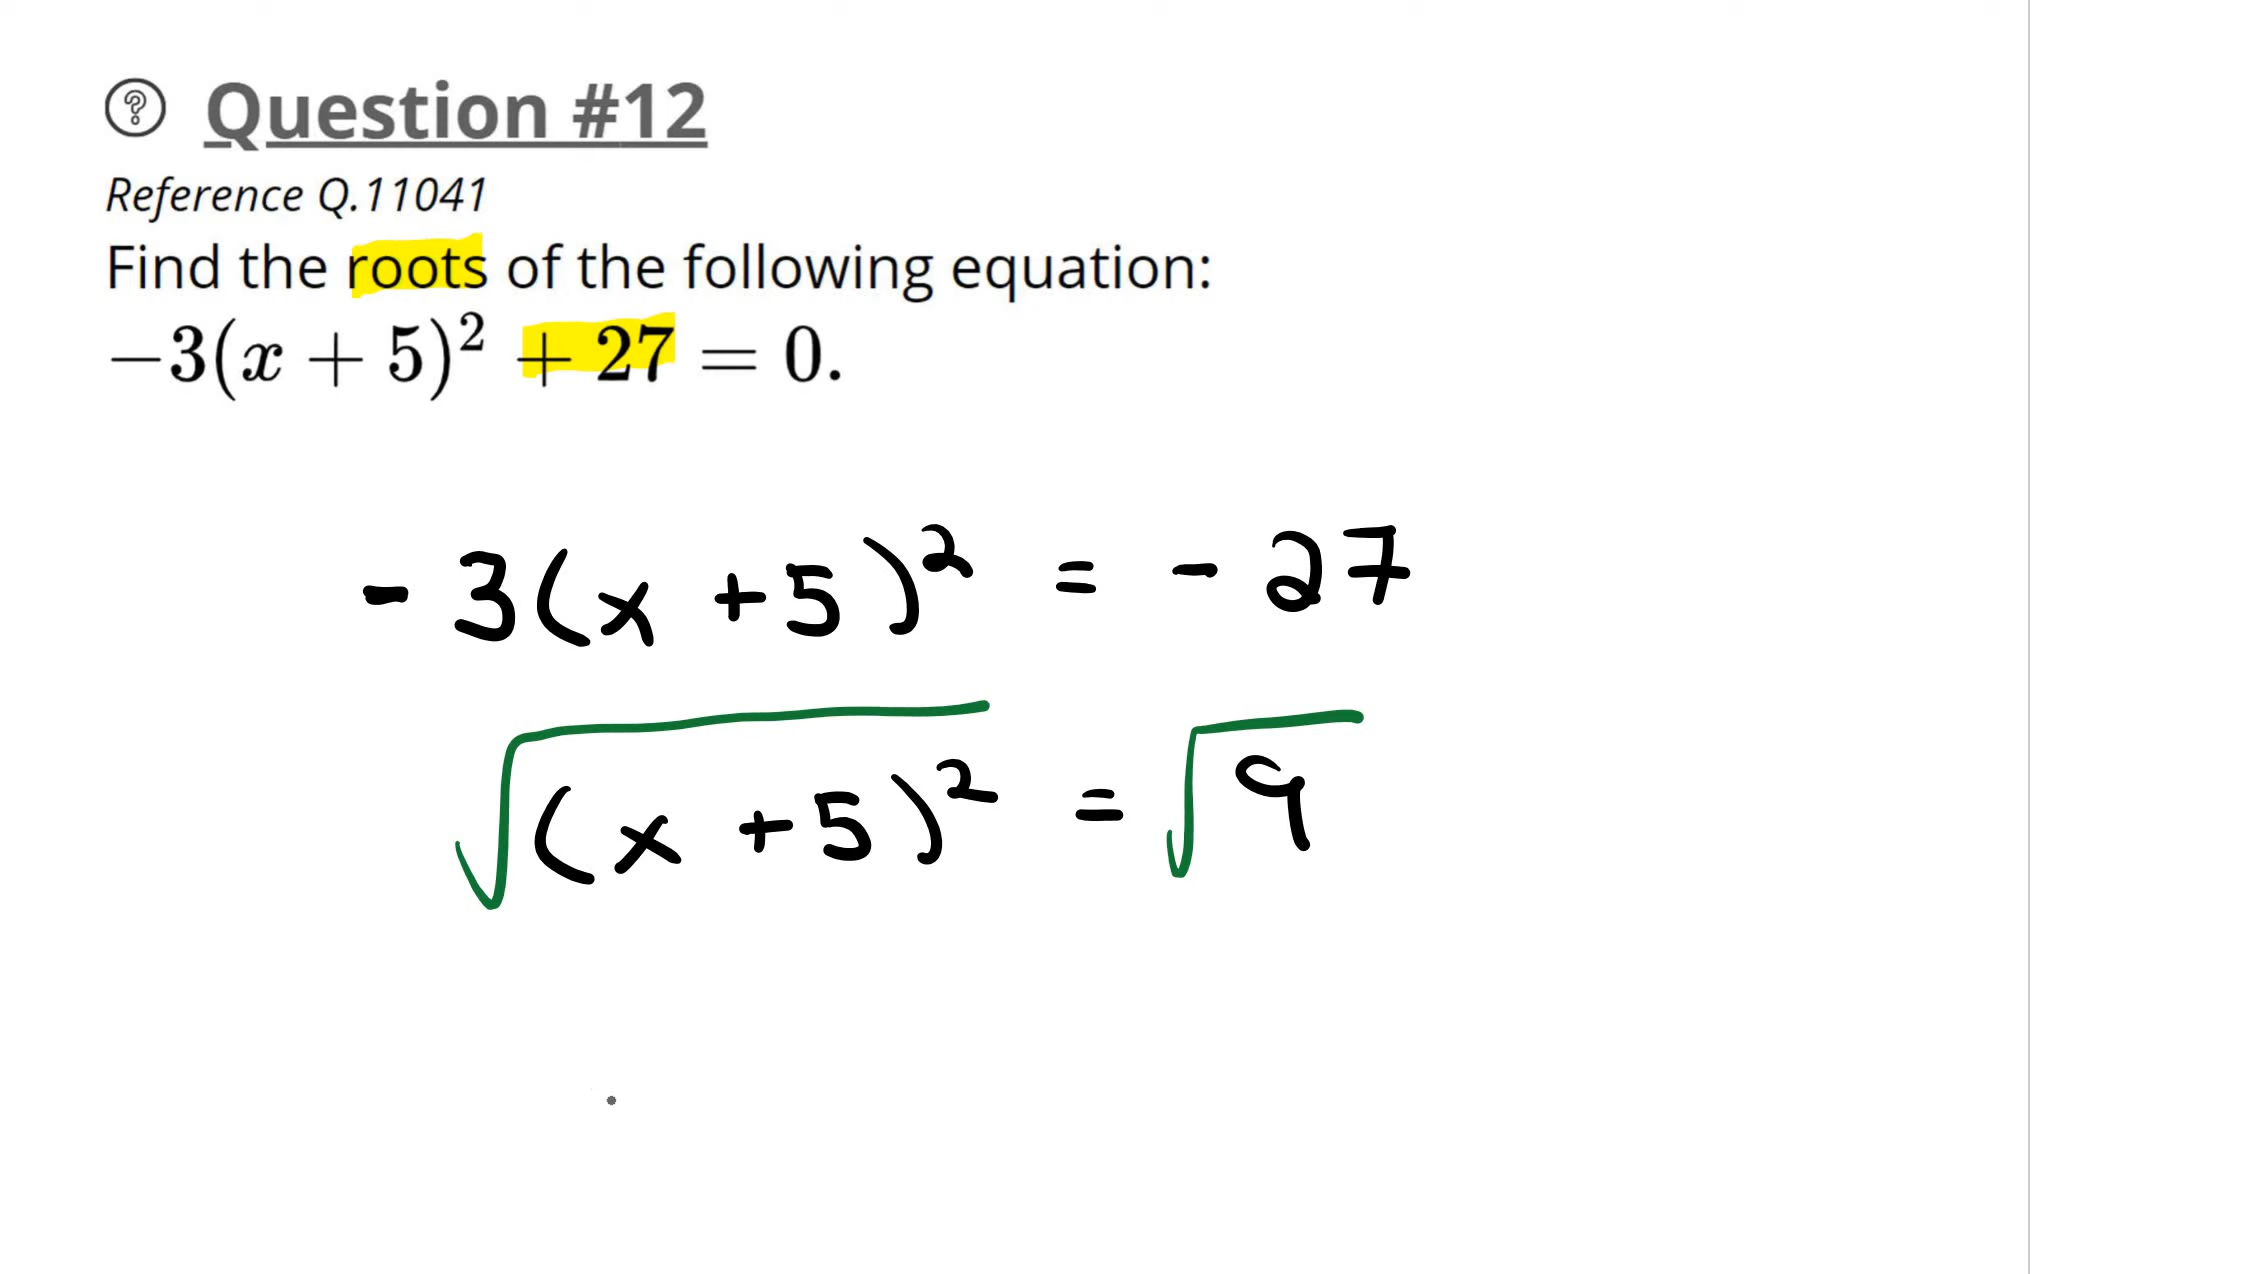 Question #12
Reference Q.11041
Find the roots of the following equation:
−3(x + 5)² + 27 = 0.
- 3(x + 5)² = - 27
√(x + 5)² = √9